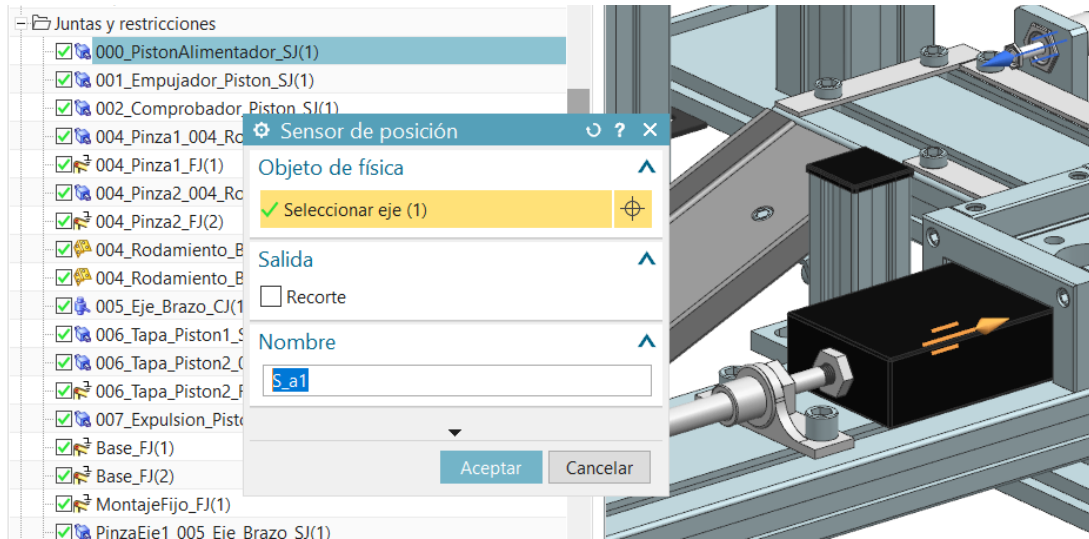 Juntas y restricciones
000_PistonAlimentador_SJ(1)
001_Empujador_Piston_SJ(1)
002_Comprobador_Piston_SJ(1)
004_Pinza1_004_Ro
004_Pinza1_FJ(1)
004_Pinza2_004_Ro
004_Pinza2_FJ(2)
004_Rodamiento_B
004_Rodamiento_B
005_Eje_Brazo_CJ(1
006_Tapa_Piston1_S
006_Tapa_Piston2_0
006_Tapa_Piston2_F
007_Expulsion_Pisto
Base_FJ(1)
Base_FJ(2)
MontajeFijo_FJ(1)
PinzaEje1_005_Eje_Brazo_SJ(1)
Sensor de posición
Objeto de física
Seleccionar eje (1)
Salida
Recorte
Nombre
S_a1
Aceptar
Cancelar